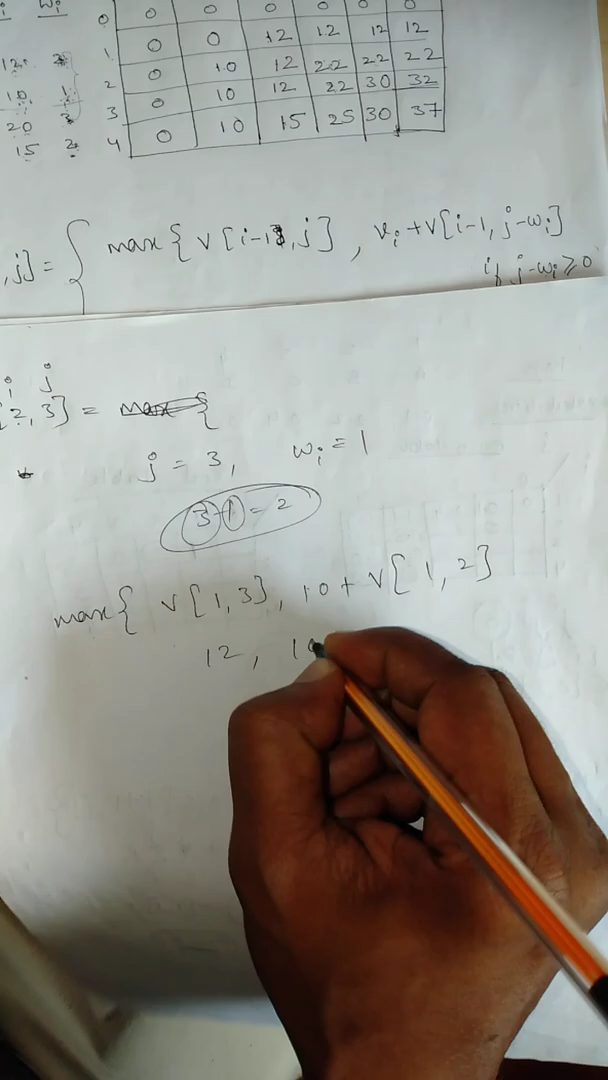 i wi
0 0 0 0 0 0 0
1 0 0 12 12 12 12
12 2 2 0 10 12 22 22 22
10 1 3 0 10 12 22 30 32
20 3 4 0 10 15 25 30 37
15 2
,j] = { max { V[i-1,j], vi + V[i-1, j-wi]
if j-wi ≥ 0
i j
[2,3] = max {
j = 3, wi = 1
3-1 = 2
max { V[1,3], 10 + V[1,2]
12, 10